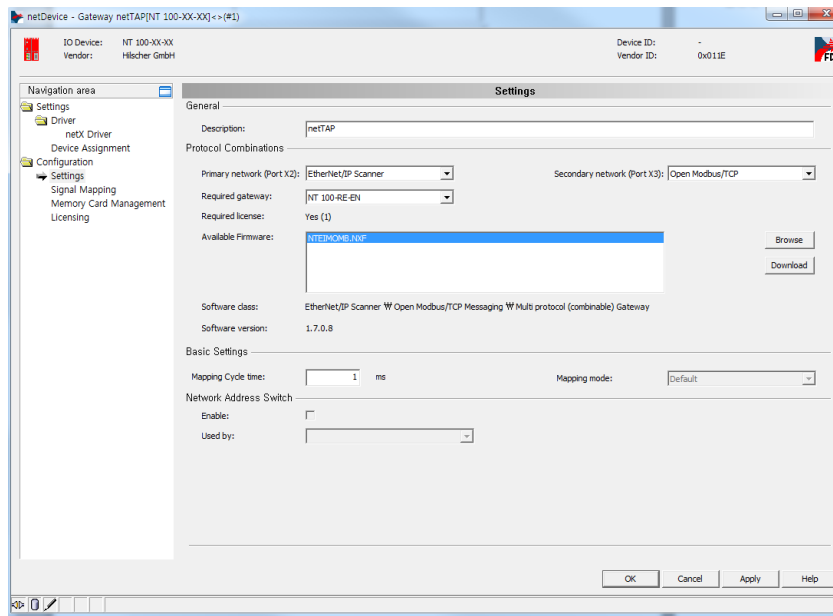 netDevice - Gateway netTAP[NT 100-XX-XX]<>(#1)
IO Device: NT 100-XX-XX Device ID: -
Vendor: Hilscher GmbH Vendor ID: 0x011E
Navigation area
Settings
Settings
Driver
netX Driver
Device Assignment
Configuration
Settings
Signal Mapping
Memory Card Management
Licensing
General
Description: netTAP
Protocol Combinations
Primary network (Port X2): EtherNet/IP Scanner Secondary network (Port X3): Open Modbus/TCP
Required gateway: NT 100-RE-EN
Required license: Yes (1)
Available Firmware: NTEIMOMB.NXF Browse
Download
Software class: EtherNet/IP Scanner ₩ Open Modbus/TCP Messaging ₩ Multi protocol (combinable) Gateway
Software version: 1.7.0.8
Basic Settings
Mapping Cycle time: 1 ms Mapping mode: Default
Network Address Switch
Enable:
Used by:
OK Cancel Apply Help